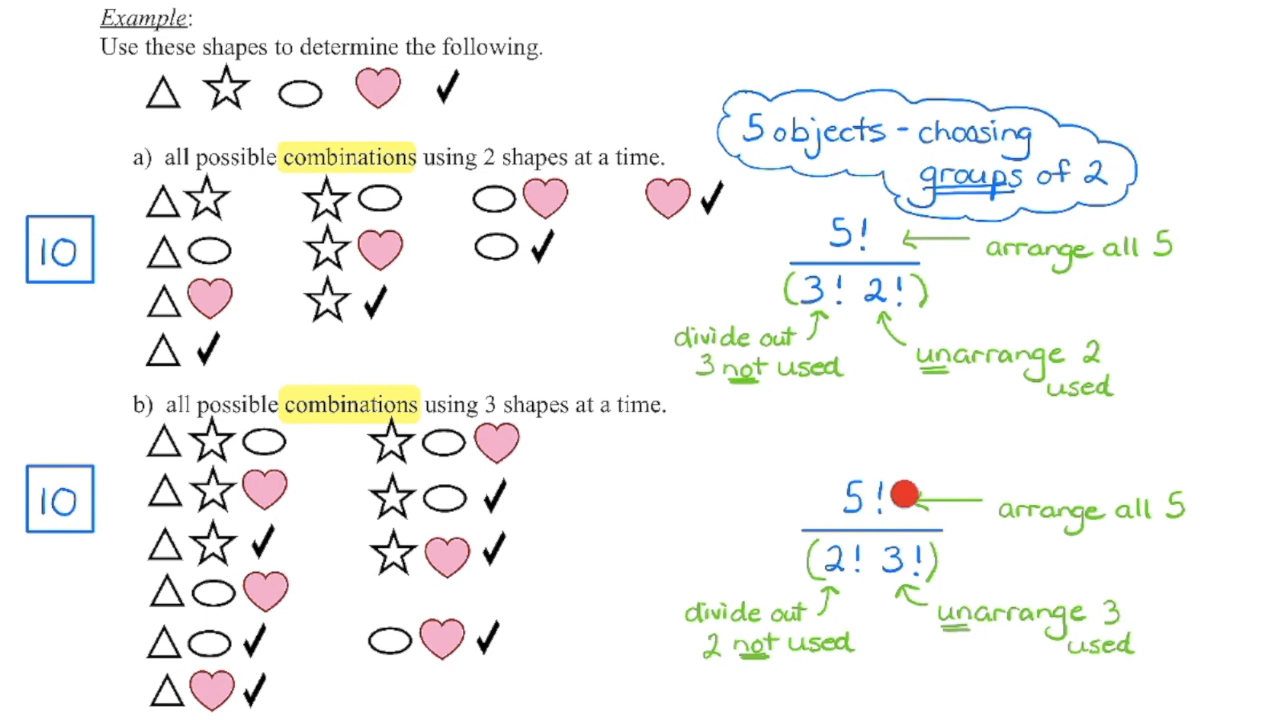 Example:
Use these shapes to determine the following.
a) all possible combinations using 2 shapes at a time.
10
5 objects - choosing
groups of 2
5!
arrange all 5
(3! 2!)
divide out
3 not used
unarrange 2
used
b) all possible combinations using 3 shapes at a time.
10
5!
arrange all 5
(2! 3!)
divide out
2 not used
unarrange 3
used